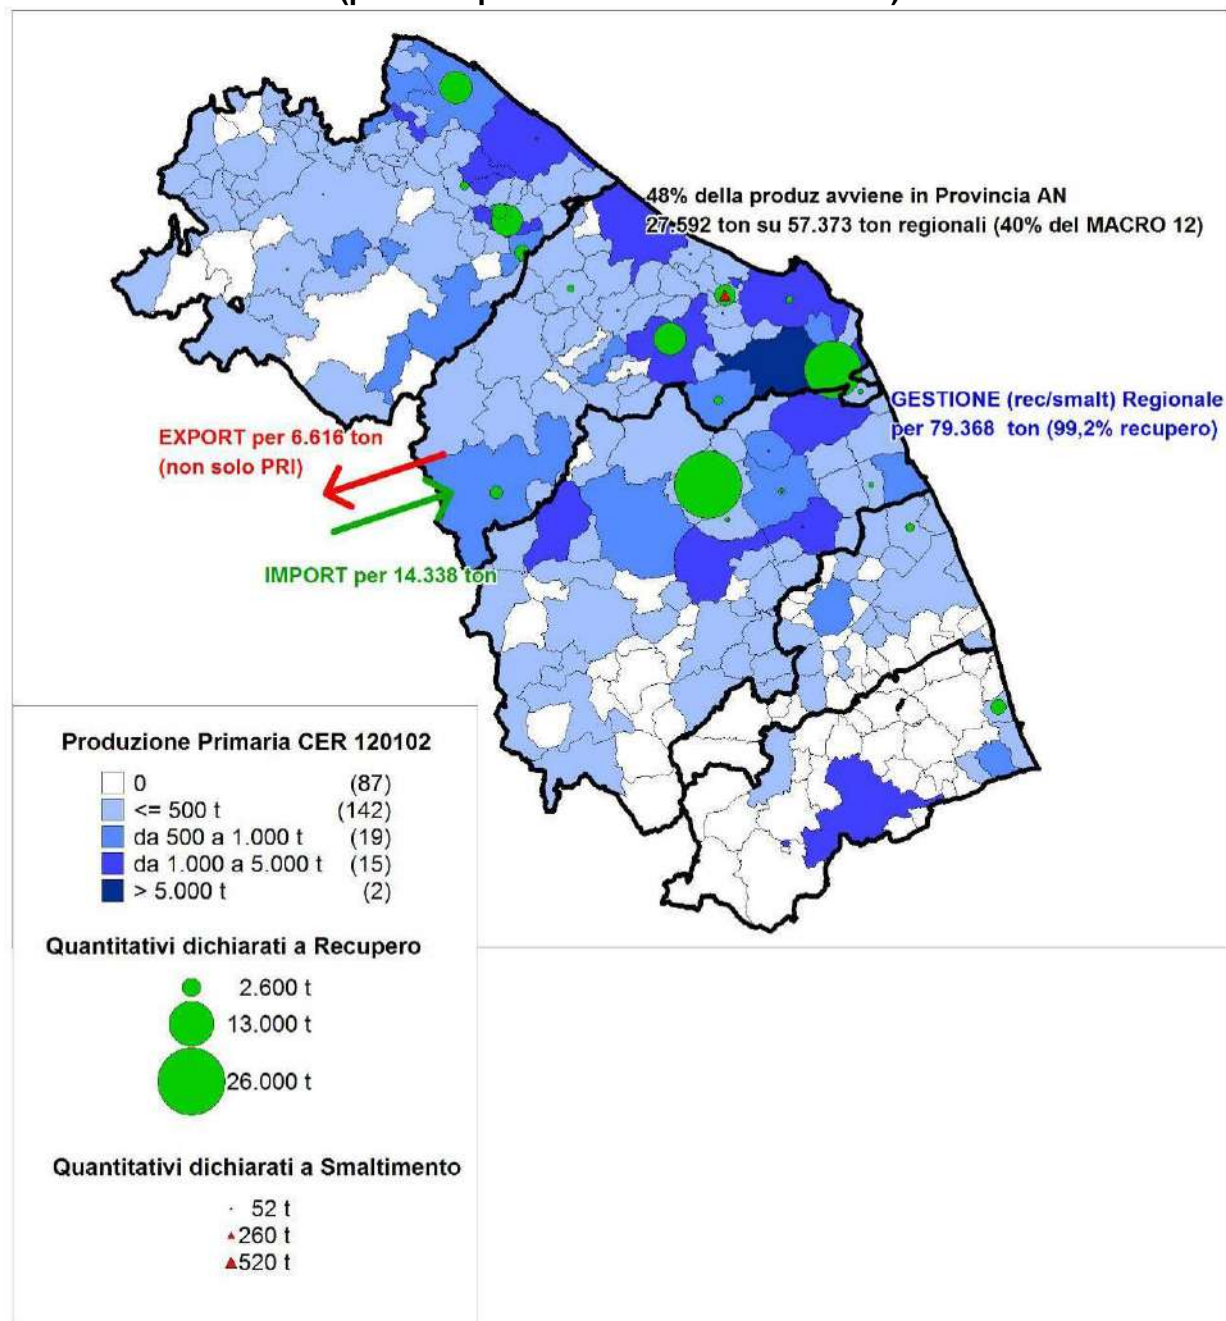 48% della produz avviene in Provincia AN
27.592 ton su 57.373 ton regionali (40% del MACRO 12)
GESTIONE (rec/smalt) Regionale
per 79.368 ton (99,2% recupero)
EXPORT per 6.616 ton
(non solo PRI)
IMPORT per 14.338 ton
Produzione Primaria CER 120102
0 (87)
<= 500 t (142)
da 500 a 1.000 t (19)
da 1.000 a 5.000 t (15)
> 5.000 t (2)
Quantitativi dichiarati a Recupero
2.600 t
13.000 t
26.000 t
Quantitativi dichiarati a Smaltimento
52 t
260 t
520 t